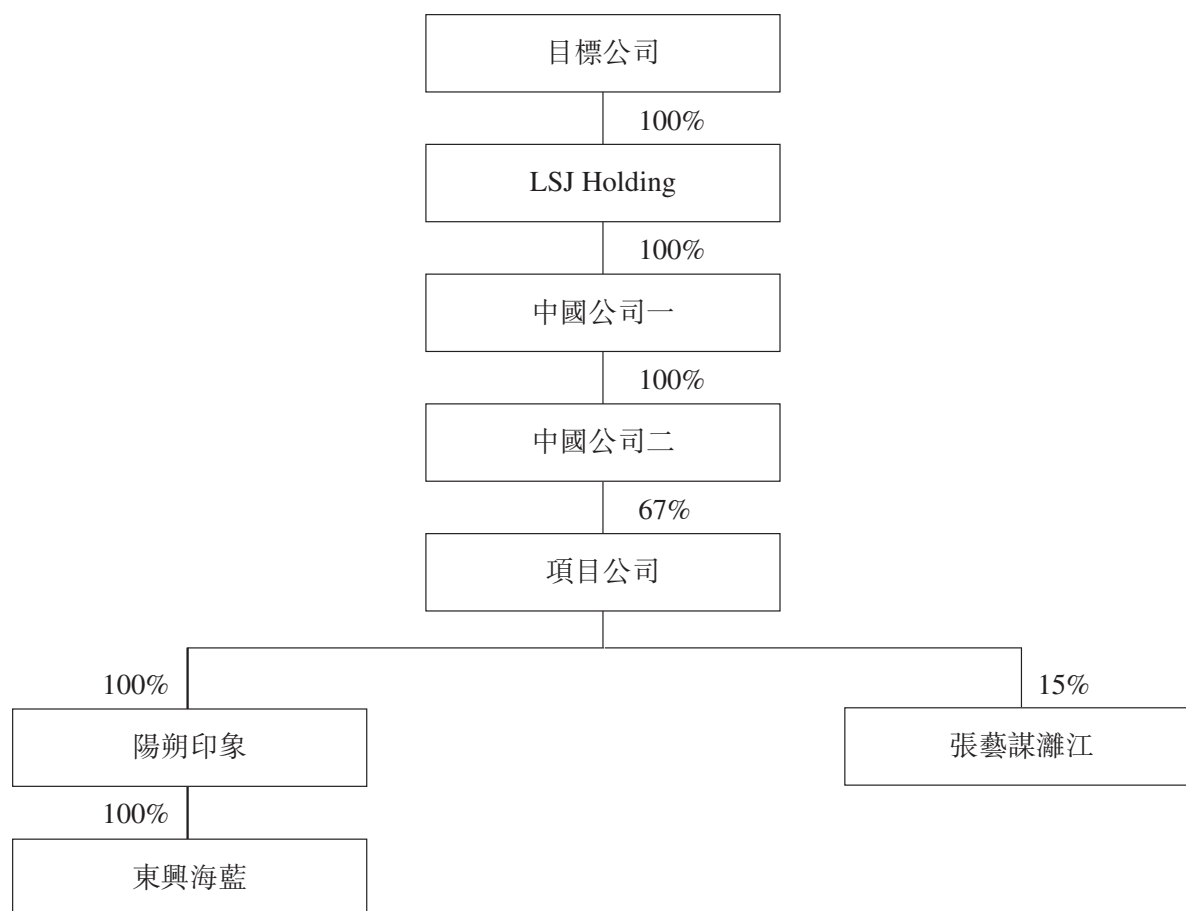 目標公司
100%
LSJ Holding
100%
中國公司一
100%
中國公司二
67%
項目公司
100%
15%
陽朔印象
張藝謀灕江
100%
東興海藍